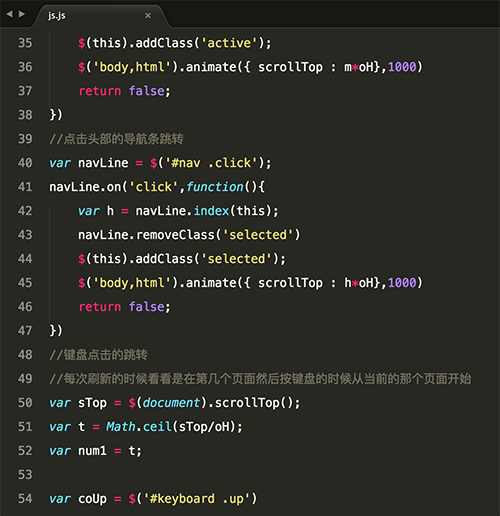 js.js
35 $(this).addClass('active');
36 $('body,html').animate({ scrollTop : m*oH},1000)
37 return false;
38 })
39 //点击头部的导航条跳转
40 var navLine = $('#nav .click');
41 navLine.on('click',function(){
42 var h = navLine.index(this);
43 navLine.removeClass('selected')
44 $(this).addClass('selected');
45 $('body,html').animate({ scrollTop : h*oH},1000)
46 return false;
47 })
48 //键盘点击的跳转
49 //每次刷新的时候看看是在第几个页面然后按键盘的时候从当前的那个页面开始
50 var sTop = $(document).scrollTop();
51 var t = Math.ceil(sTop/oH);
52 var num1 = t;
53
54 var coUp = $('#keyboard .up')